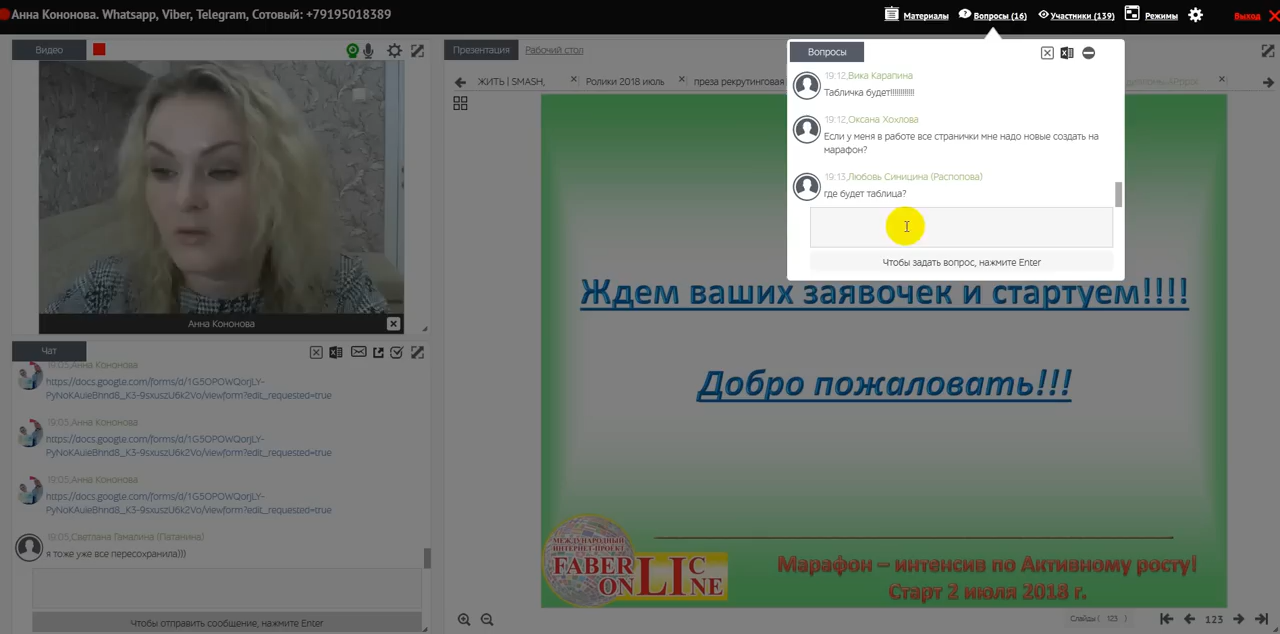 Анна Кононова. Whatsapp, Viber, Telegram, Сотовый: +79195018389
Материалы
Вопросы (16)
Участники (139)
Режимы
Выход
Видео
Анна Кононова
Презентация
Рабочий стол
ЖИТЬ | SMASH,
Ролики 2018 июль
преза рекрутинговая
Вопросы
19:12,Вика Карапина
Табличка будет!!!!!!!!!!!!
19:12,Оксана Хохлова
Если у меня в работе все странички мне надо новые создать на
марафон?
19:13,Любовь Синицина (Распопова)
где будет таблица?
Чтобы задать вопрос, нажмите Enter
Чат
19:05,Анна Кононова
https://docs.google.com/forms/d/1G5OPOWQorjLY-
PyNoKAuieBhnd8_K3-9sxuszU6k2Vo/viewform?edit_requested=true
19:05,Анна Кононова
https://docs.google.com/forms/d/1G5OPOWQorjLY-
PyNoKAuieBhnd8_K3-9sxuszU6k2Vo/viewform?edit_requested=true
19:05,Анна Кононова
https://docs.google.com/forms/d/1G5OPOWQorjLY-
PyNoKAuieBhnd8_K3-9sxuszU6k2Vo/viewform?edit_requested=true
19:05,Светлана Гамалина (Патанина)
я тоже уже все пересохранила)))
Чтобы отправить сообщение, нажмите Enter
Ждем ваших заявочек и стартуем!!!!
Добро пожаловать!!!
МЕЖДУНАРОДНЫЙ
ИНТЕРНЕТ-ПРОЕКТ
FABERLIC
ONLINE
Марафон – интенсив по Активному росту!
Старт 2 июля 2018 г.
Слайды ( 123 )
123